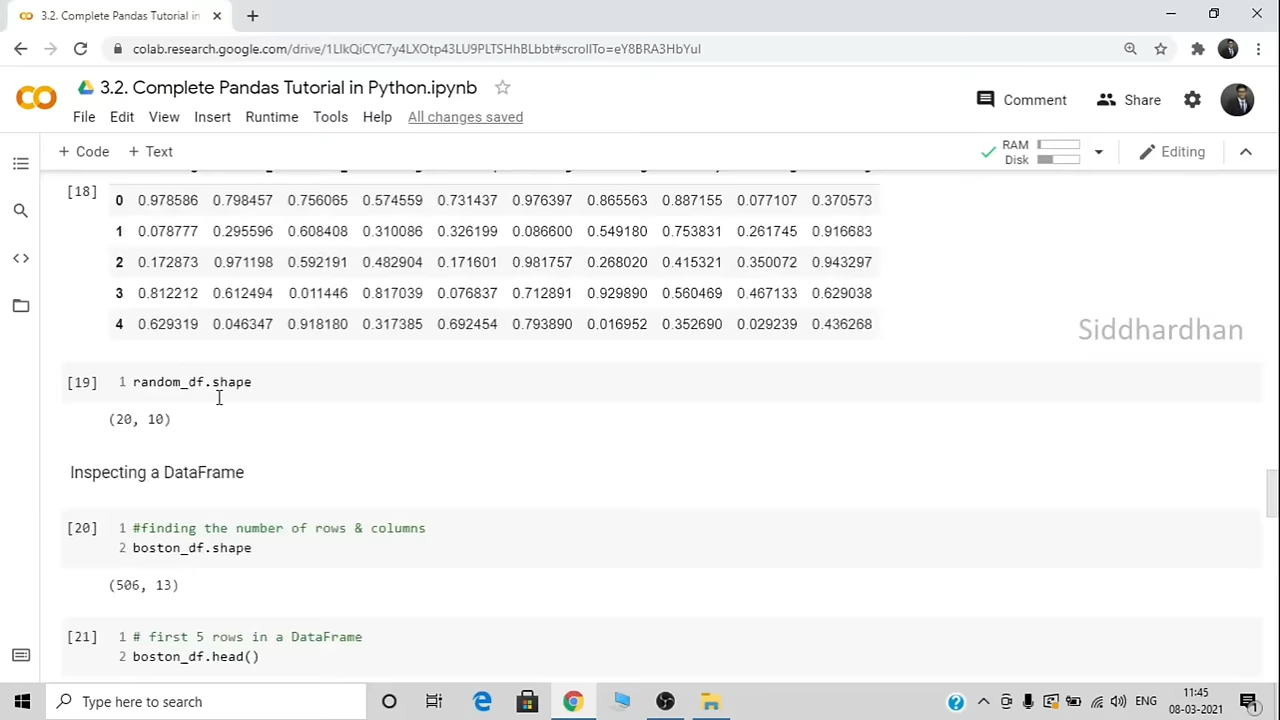 3.2. Complete Pandas Tutorial in
colab.research.google.com/drive/1LlkQiCYC7y4LXOtp43LU9PLTSHhBLbbt#scrollTo=eY8BRA3HbYul
3.2. Complete Pandas Tutorial in Python.ipynb
Comment
Share
File Edit View Insert Runtime Tools Help All changes saved
+ Code + Text
RAM
Disk
Editing
[18]
0 0.978586 0.798457 0.756065 0.574559 0.731437 0.976397 0.865563 0.887155 0.077107 0.370573
1 0.078777 0.295596 0.608408 0.310086 0.326199 0.086600 0.549180 0.753831 0.261745 0.916683
2 0.172873 0.971198 0.592191 0.482904 0.171601 0.981757 0.268020 0.415321 0.350072 0.943297
3 0.812212 0.612494 0.011446 0.817039 0.076837 0.712891 0.929890 0.560469 0.467133 0.629038
4 0.629319 0.046347 0.918180 0.317385 0.692454 0.793890 0.016952 0.352690 0.029239 0.436268
Siddhardhan
[19] 1 random_df.shape
(20, 10)
Inspecting a DataFrame
[20] 1 #finding the number of rows & columns
2 boston_df.shape
(506, 13)
[21] 1 # first 5 rows in a DataFrame
2 boston_df.head()
Type here to search
ENG
11:45
08-03-2021